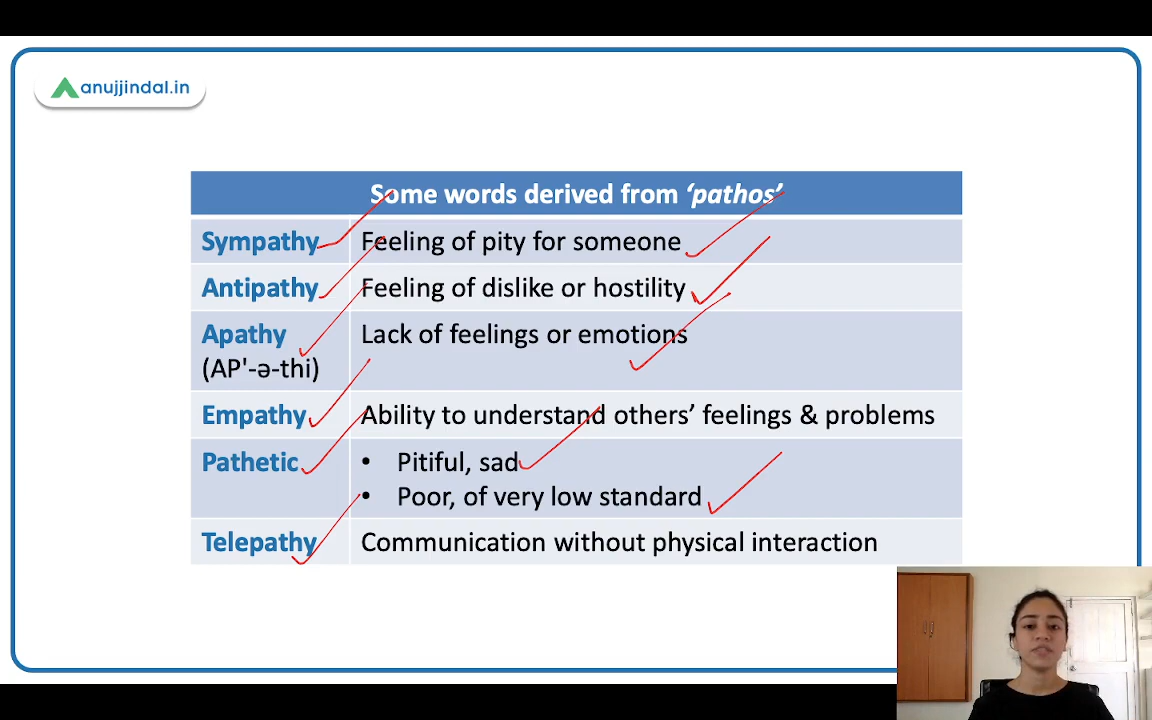 anujjindal.in
Some words derived from ‘pathos’
Sympathy Feeling of pity for someone
Antipathy Feeling of dislike or hostility
Apathy Lack of feelings or emotions
(AP'-ə-thi)
Empathy Ability to understand others’ feelings & problems
Pathetic • Pitiful, sad
• Poor, of very low standard
Telepathy Communication without physical interaction